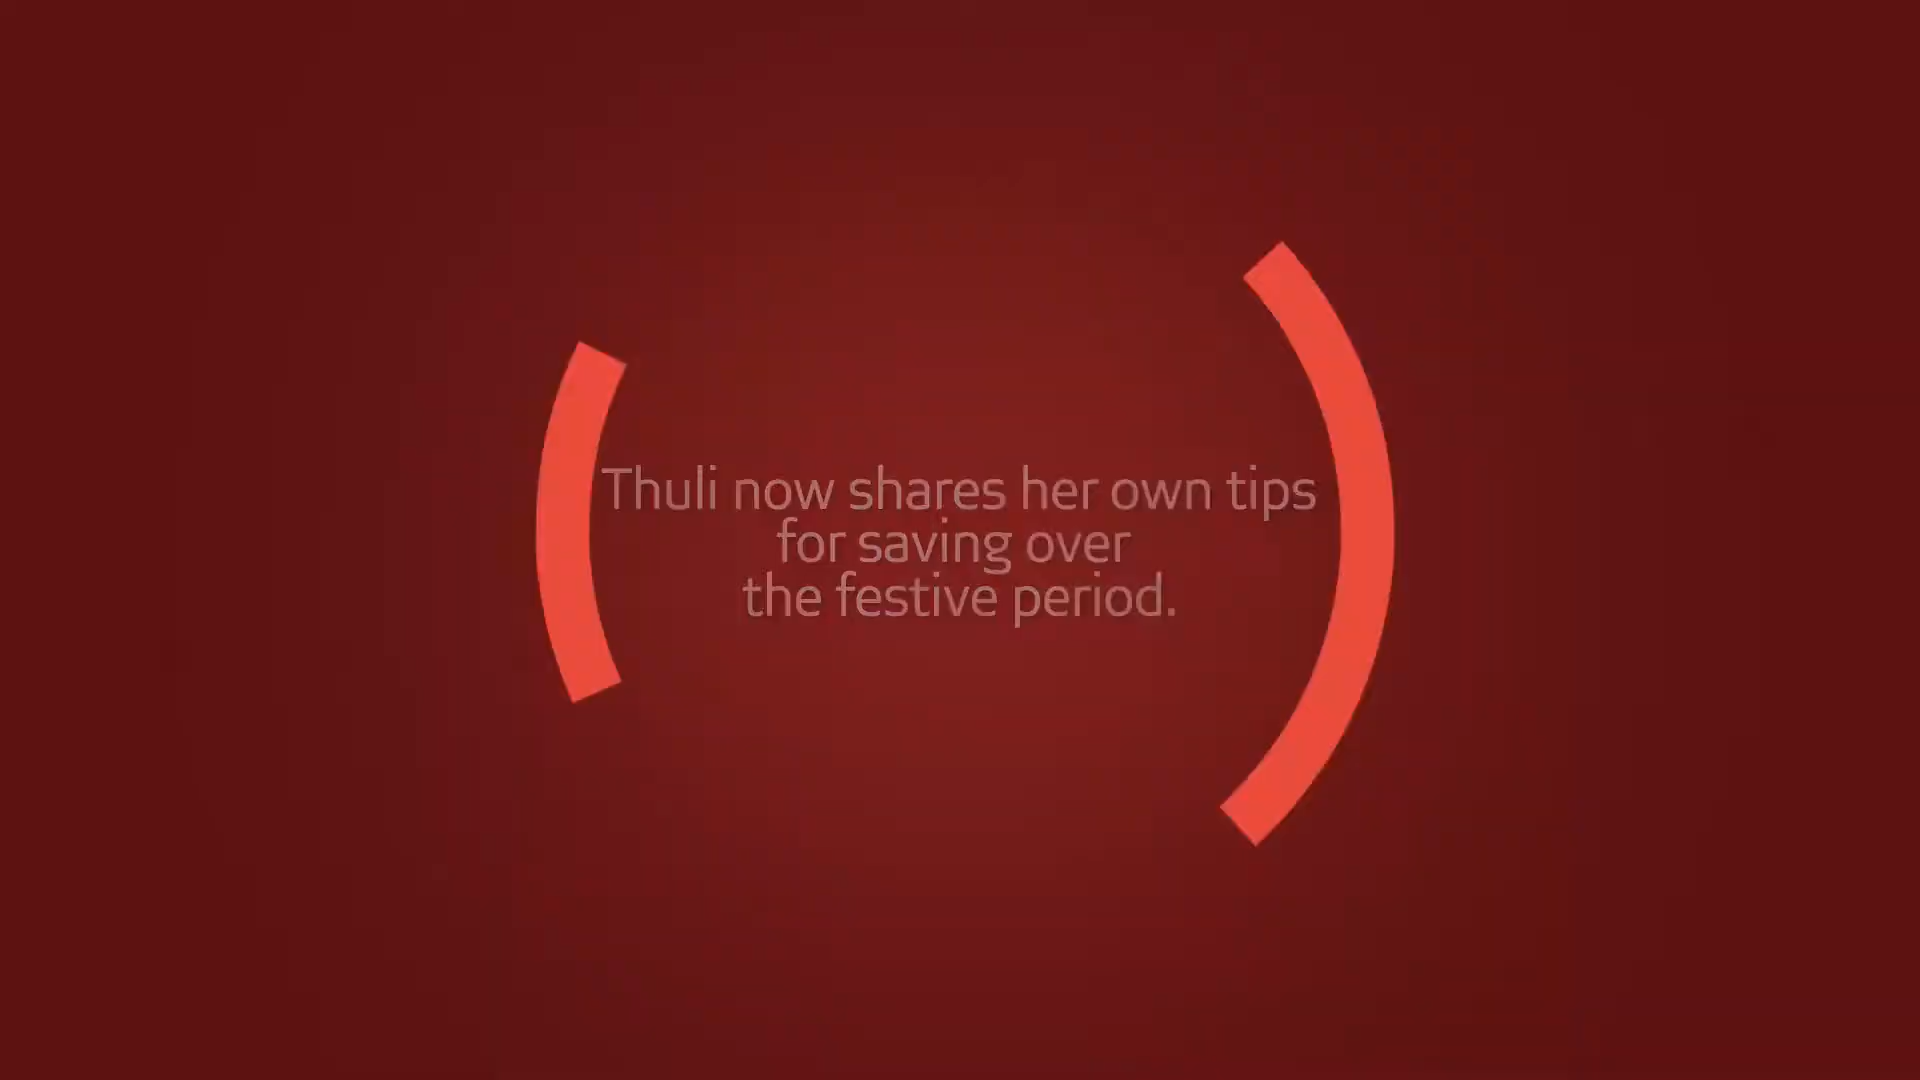 Thuli now shares her own tips
for saving over
the festive period.